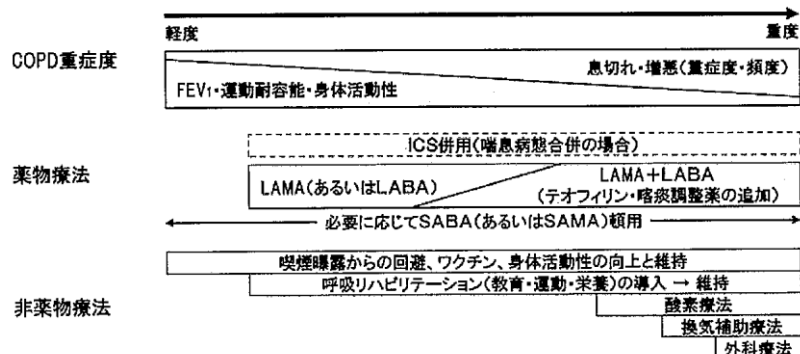 軽度 重度
COPD重症度
息切れ・増悪(重症度・頻度)
FEV₁・運動耐容能・身体活動性
ICS併用(喘息病態合併の場合)
薬物療法
LAMA(あるいはLABA)
LAMA+LABA
(テオフィリン・喀痰調整薬の追加)
必要に応じてSABA(あるいはSAMA)頓用
喫煙曝露からの回避、ワクチン、身体活動性の向上と維持
呼吸リハビリテーション(教育・運動・栄養)の導入 → 維持
非薬物療法
酸素療法
換気補助療法
外科療法